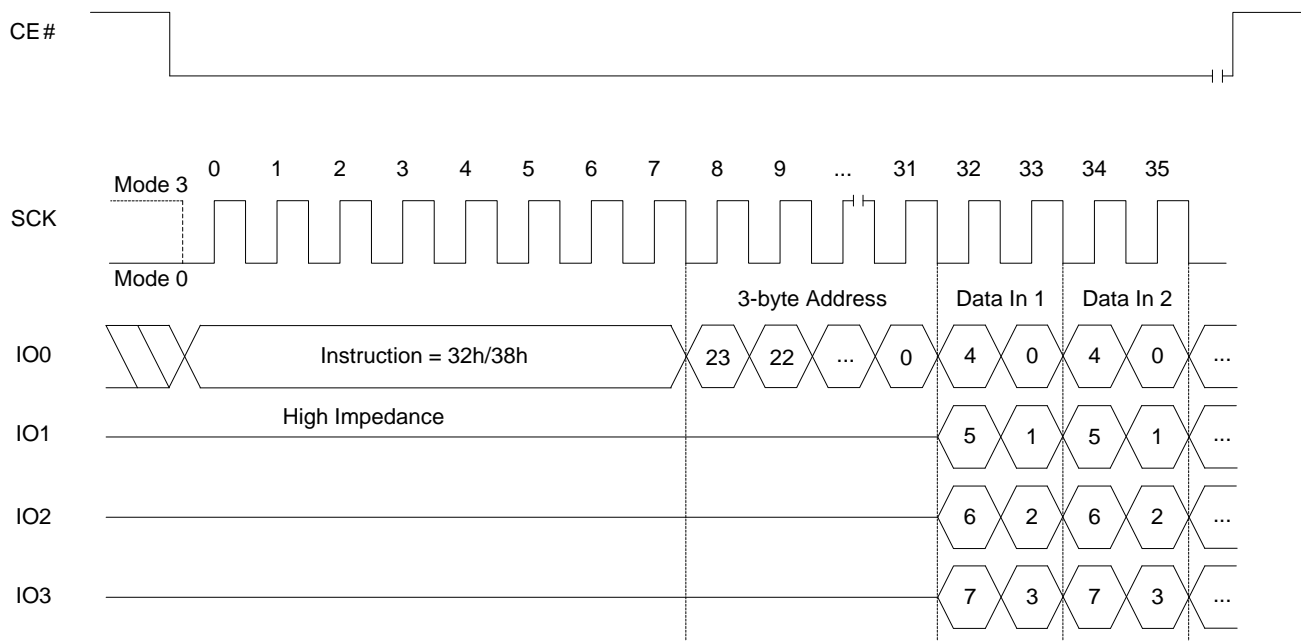 CE#
0 1 2 3 4 5 6 7 8 9 ... 31 32 33 34 35
Mode 3
SCK
Mode 0
3-byte Address Data In 1 Data In 2
IO0 Instruction = 32h/38h 23 22 ... 0 4 0 4 0 ...
High Impedance
IO1 5 1 5 1 ...
IO2 6 2 6 2 ...
IO3 7 3 7 3 ...